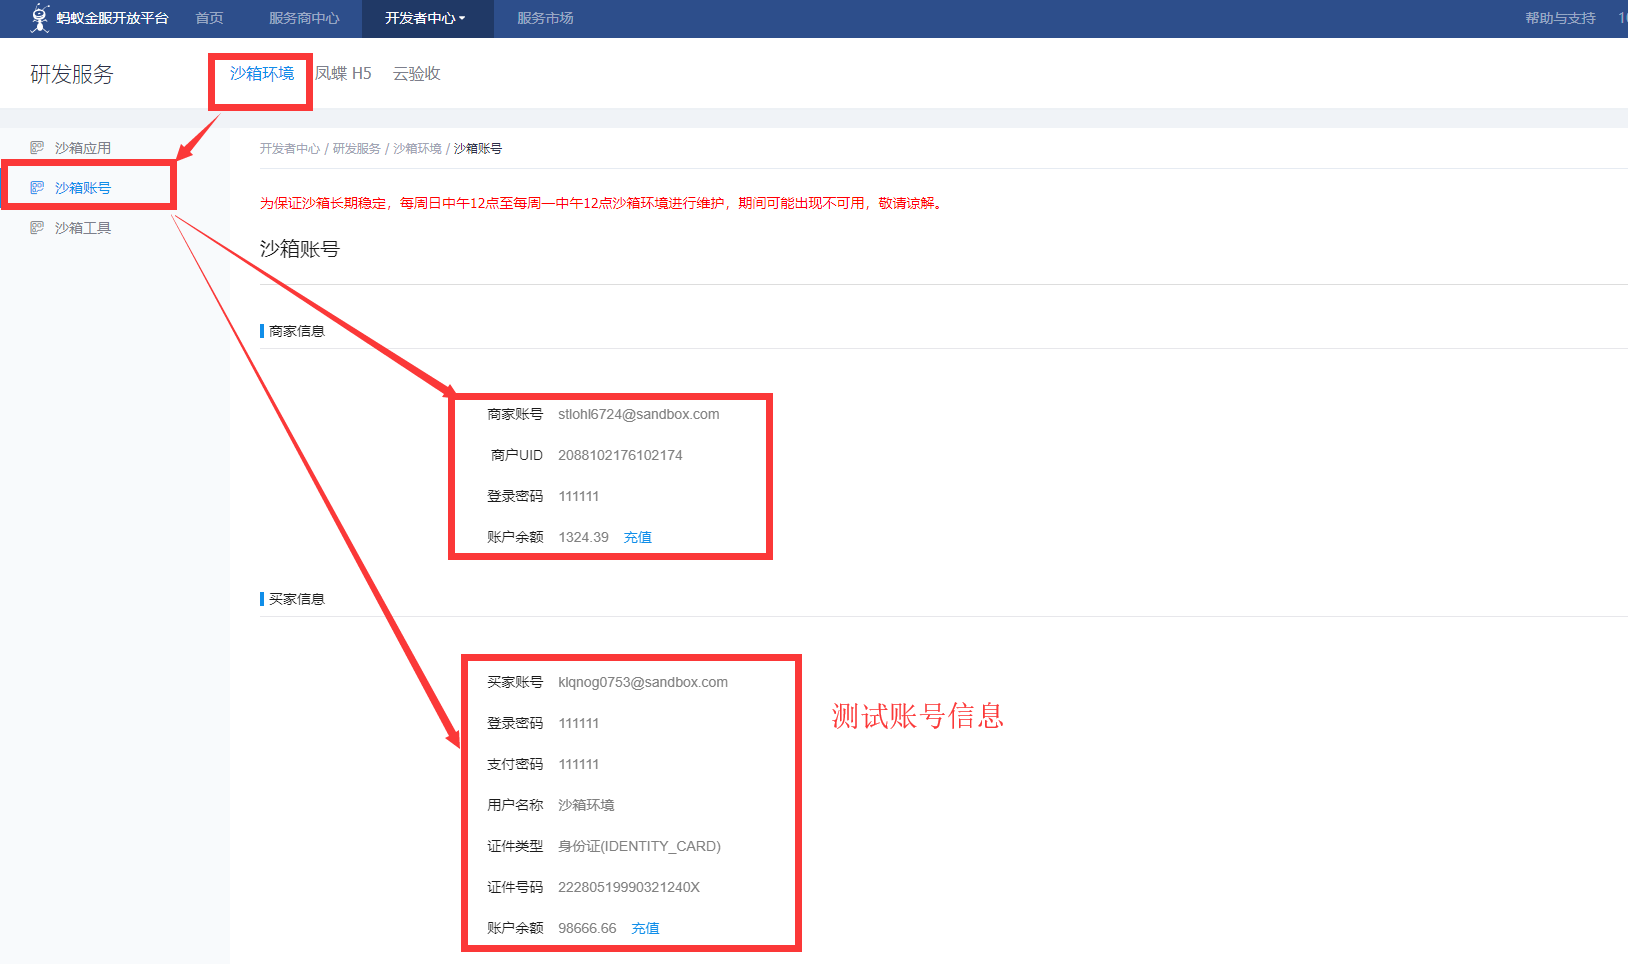 蚂蚁金服开放平台 首页 服务商中心 开发者中心 服务市场 帮助与支持
研发服务 沙箱环境 凤蝶 H5 云验收
沙箱应用
沙箱账号
沙箱工具
开发者中心 / 研发服务 / 沙箱环境 / 沙箱账号
为保证沙箱长期稳定，每周日中午12点至每周一中午12点沙箱环境进行维护，期间可能出现不可用，敬请谅解。
沙箱账号
商家信息
商家账号 stlohl6724@sandbox.com
商户UID 2088102176102174
登录密码 111111
账户余额 1324.39 充值
买家信息
买家账号 klqnog0753@sandbox.com
登录密码 111111
支付密码 111111
用户名称 沙箱环境
证件类型 身份证(IDENTITY_CARD)
证件号码 22280519990321240X
账户余额 98666.66 充值
测试账号信息